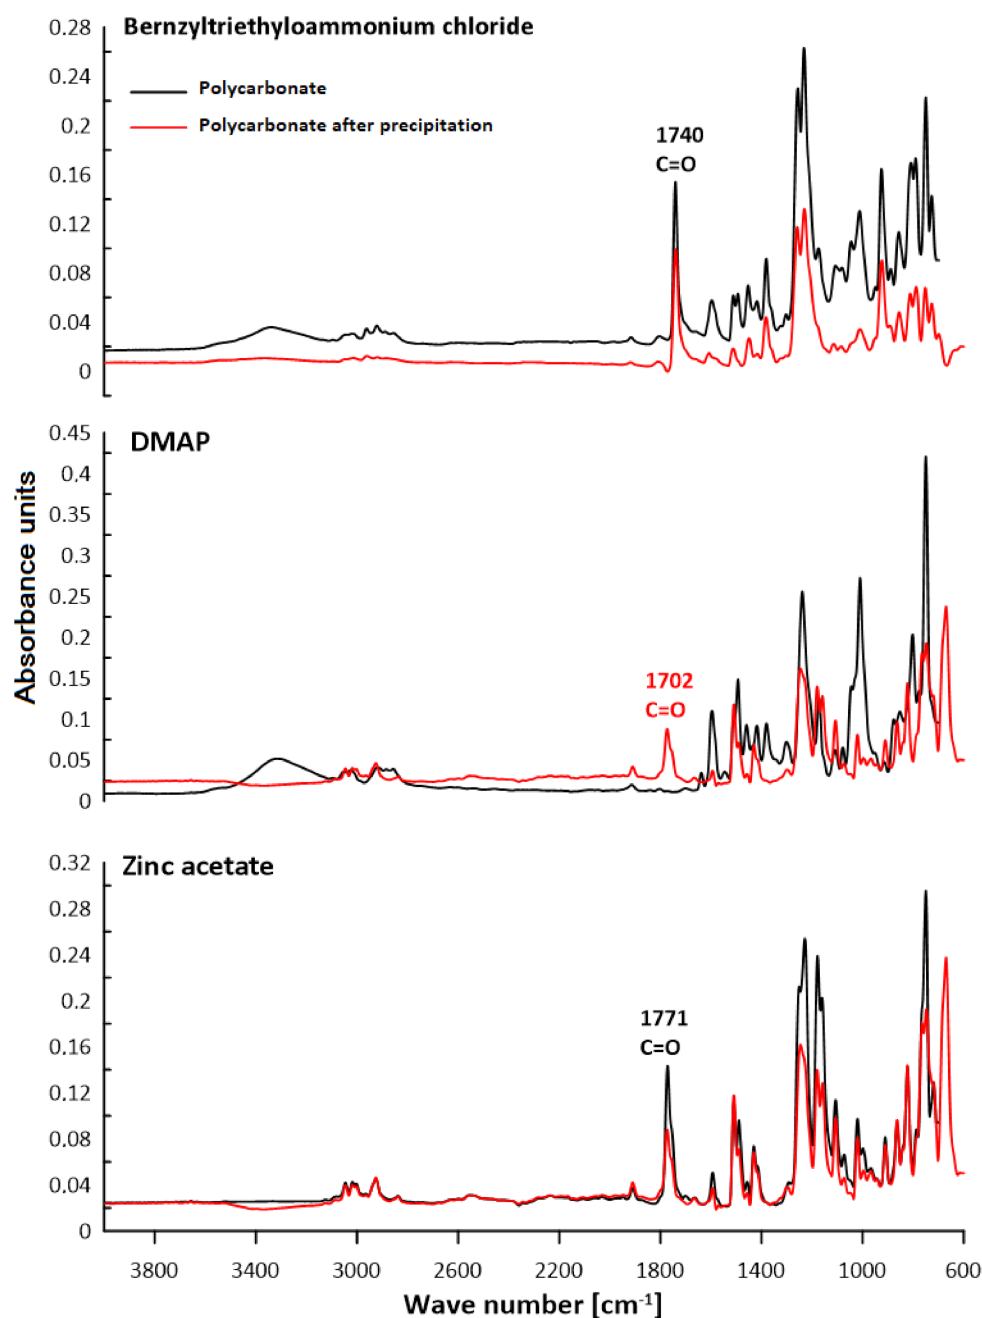 Bernzyltriethyloammonium chloride
Polycarbonate
Polycarbonate after precipitation
0.28
0.24
0.2
0.16
0.12
0.08
0.04
0
1740
C=O
DMAP
0.45
0.4
0.35
0.3
0.25
0.2
0.15
0.1
0.05
0
1702
C=O
Absorbance units
Zinc acetate
0.32
0.28
0.24
0.2
0.16
0.12
0.08
0.04
0
1771
C=O
3800 3400 3000 2600 2200 1800 1400 1000 600
Wave number [cm⁻¹]